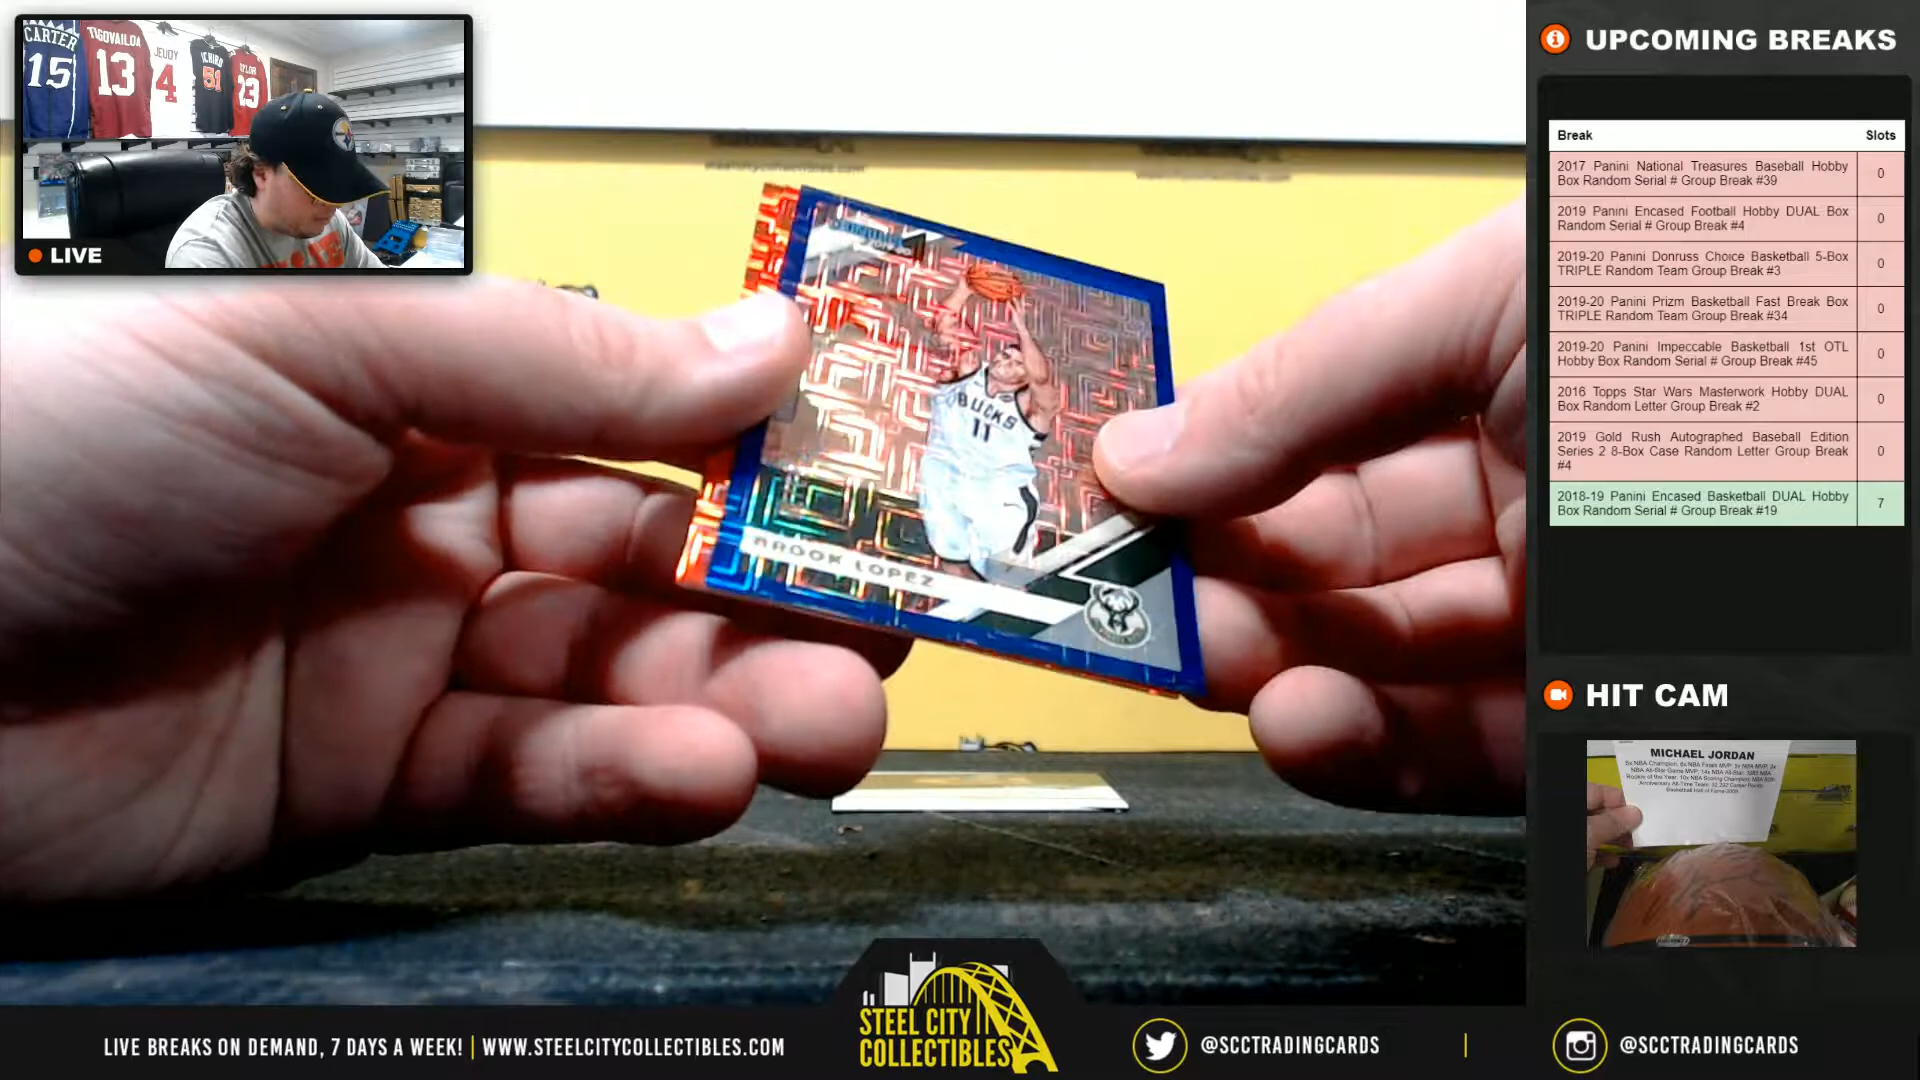 CARTER
15
TIGOVAILOA
13
JEUDY
4
ICHIRO
51
23
LIVE
BUCKS
11
BROOK LOPEZ
UPCOMING BREAKS
Break Slots
2017 Panini National Treasures Baseball Hobby
Box Random Serial # Group Break #39
0
2019 Panini Encased Football Hobby DUAL Box
Random Serial # Group Break #4
0
2019-20 Panini Donruss Choice Basketball 5-Box
TRIPLE Random Team Group Break #3
0
2019-20 Panini Prizm Basketball Fast Break Box
TRIPLE Random Team Group Break #34
0
2019-20 Panini Impeccable Basketball 1st OTL
Hobby Box Random Serial # Group Break #45
0
2016 Topps Star Wars Masterwork Hobby DUAL
Box Random Letter Group Break #2
0
2019 Gold Rush Autographed Baseball Edition
Series 2 8-Box Case Random Letter Group Break
#4
0
2018-19 Panini Encased Basketball DUAL Hobby
Box Random Serial # Group Break #19
7
HIT CAM
MICHAEL JORDAN
LIVE BREAKS ON DEMAND, 7 DAYS A WEEK! | WWW.STEELCITYCOLLECTIBLES.COM
STEEL CITY
COLLECTIBLES
@SCCTRADINGCARDS
@SCCTRADINGCARDS